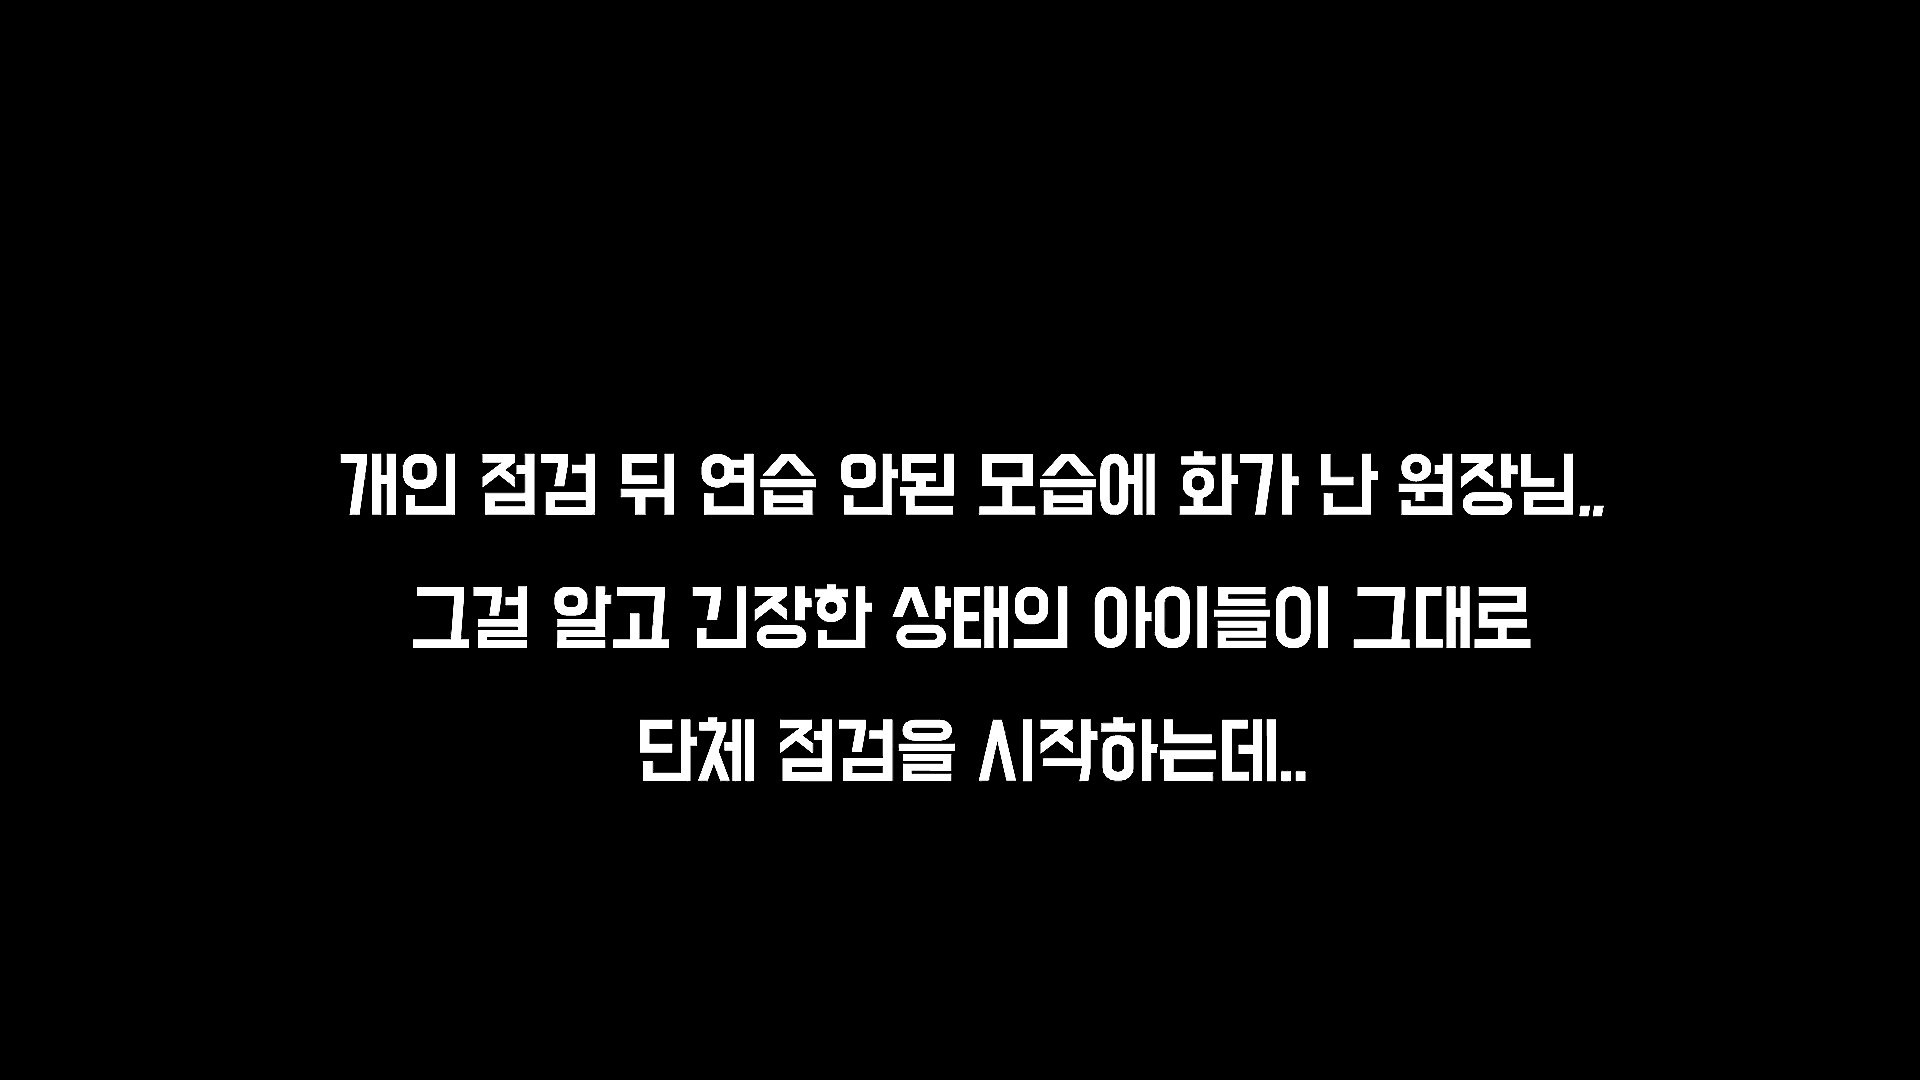 개인 점검 뒤 연습 안된 모습에 화가 난 원장님..
그걸 알고 긴장한 상태의 아이들이 그대로
단체 점검을 시작하는데..